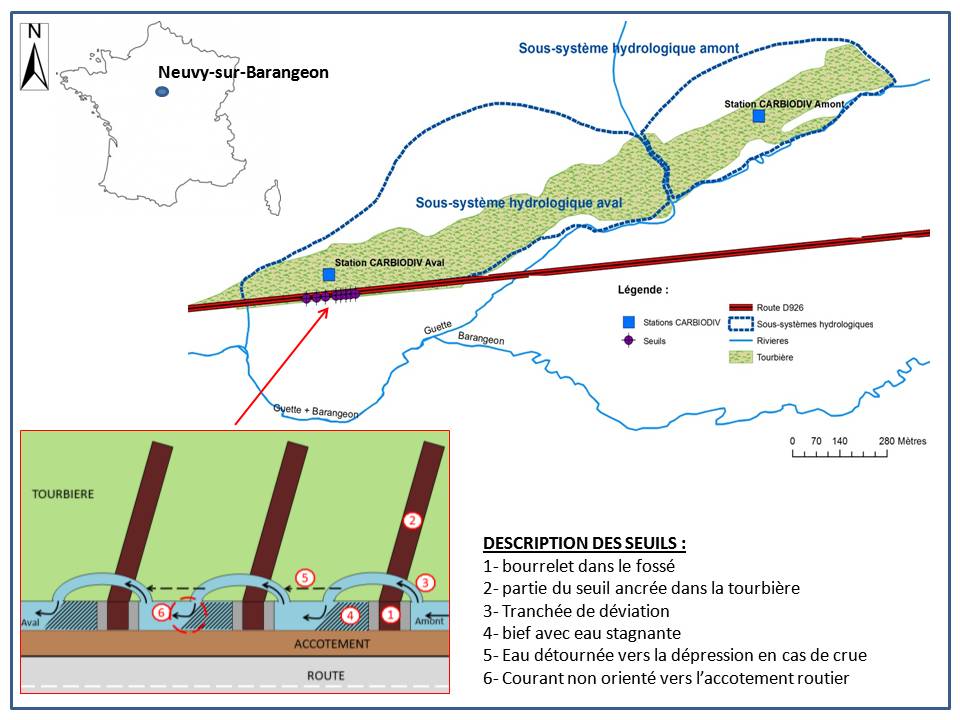 N
Neuvy-sur-Barangeon
Sous-système hydrologique amont
Station CARBIODIV Amont
Sous-système hydrologique aval
Station CARBIODIV Aval
Légende :
Route D926
Stations CARBIODIV
Sous-systèmes hydrologiques
Seuils
Rivieres
Tourbière
Guette
Barangeon
Guette + Barangeon
0 70 140 280 Mètres
TOURBIERE
2
5
3
6
4
1
Aval
Amont
ACCOTEMENT
ROUTE
DESCRIPTION DES SEUILS :
1- bourrelet dans le fossé
2- partie du seuil ancrée dans la tourbière
3- Tranchée de déviation
4- bief avec eau stagnante
5- Eau détournée vers la dépression en cas de crue
6- Courant non orienté vers l’accotement routier